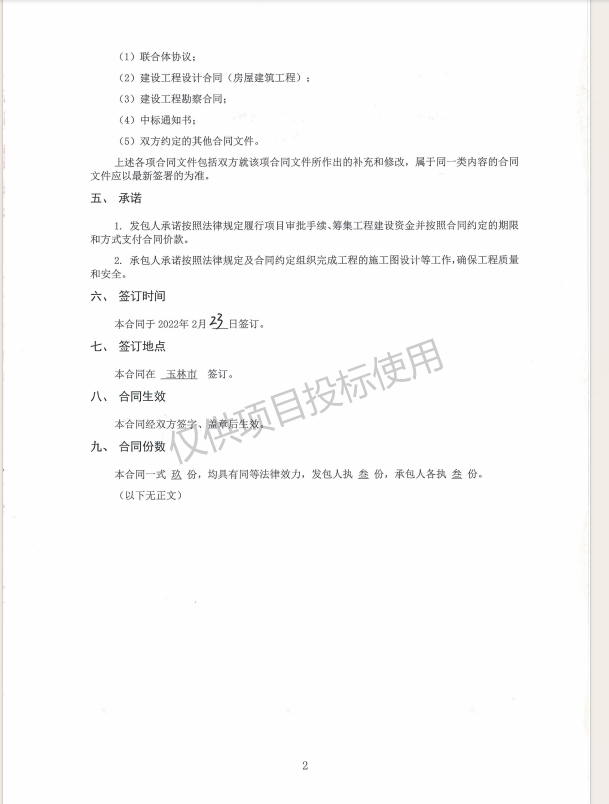 （1）联合体协议；
（2）建设工程设计合同（房屋建筑工程）；
（3）建设工程勘察合同；
（4）中标通知书；
（5）双方约定的其他合同文件。
上述各项合同文件包括双方就该项合同文件所作出的补充和修改，属于同一类内容的合同
文件应以最新签署的为准。
五、 承诺
1. 发包人承诺按照法律规定履行项目审批手续、筹集工程建设资金并按照合同约定的期限
和方式支付合同价款。
2. 承包人承诺按照法律规定及合同约定组织完成工程的施工图设计等工作，确保工程质量
和安全。
六、 签订时间
本合同于 2022年 2月 23 日签订。
七、 签订地点
本合同在 玉林市 签订。
八、 合同生效
本合同经双方签字、盖章后生效。
九、 合同份数
本合同一式 玖 份，均具有同等法律效力，发包人执 叁 份，承包人各执 叁 份。
（以下无正文）
仅供项目投标使用
2